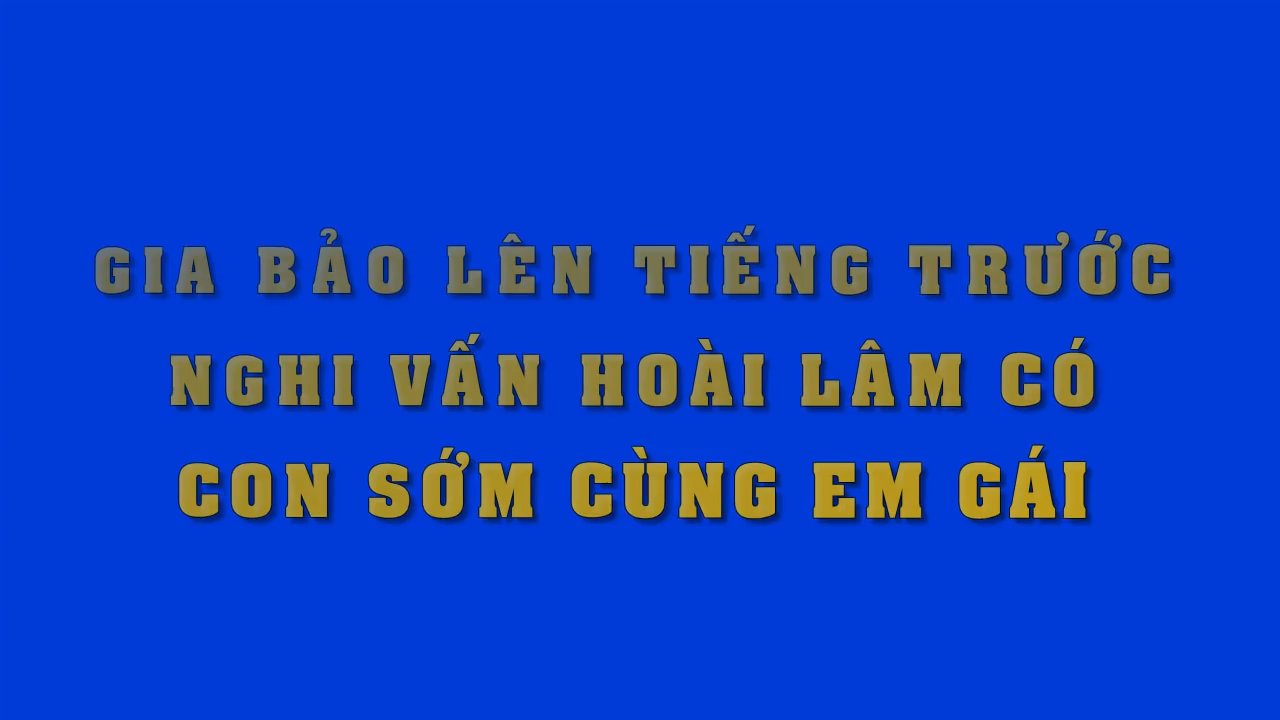 GIA BẢO LÊN TIẾNG TRƯỚC
NGHI VẤN HOÀI LÂM CÓ
CON SỚM CÙNG EM GÁI